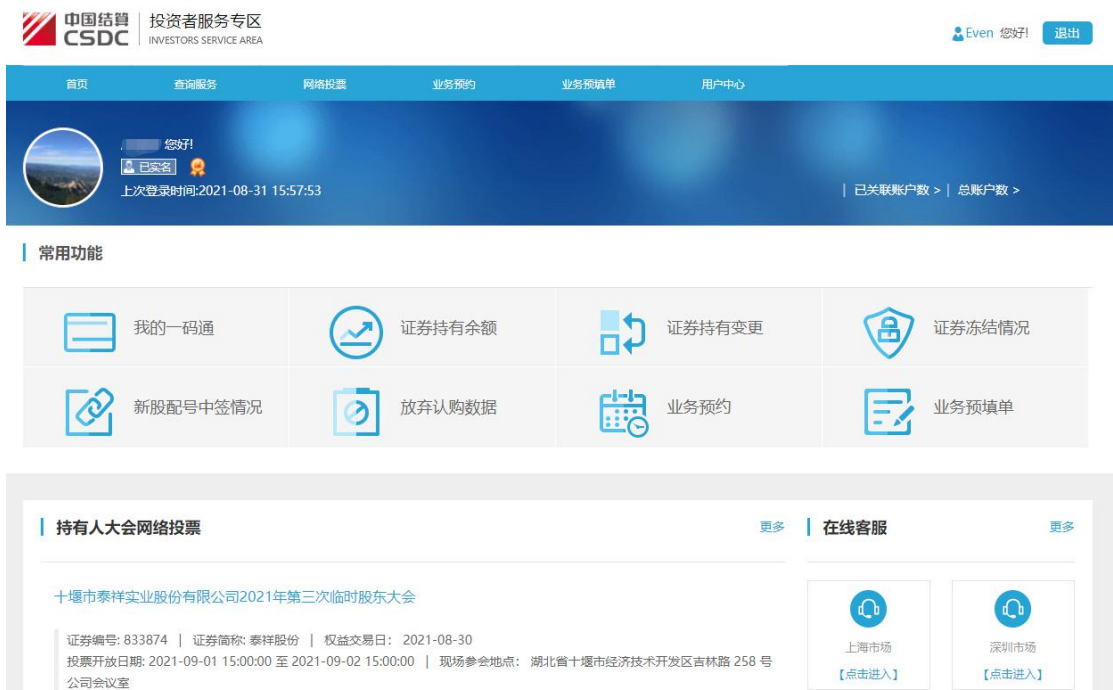 中国结算
CSDC
投资者服务专区
INVESTORS SERVICE AREA
Even 您好!
退出
首页 查询服务 网络投票 业务预约 业务预填单 用户中心
您好!
已实名
上次登录时间:2021-08-31 15:57:53
| 已关联账户数 > | 总账户数 >
常用功能
我的一码通 证券持有余额 证券持有变更 证券冻结情况
新股配号中签情况 放弃认购数据 业务预约 业务预填单
持有人大会网络投票 更多
在线客服 更多
十堰市泰祥实业股份有限公司2021年第三次临时股东大会
证券编号: 833874 | 证券简称: 泰祥股份 | 权益交易日: 2021-08-30
投票开放日期: 2021-09-01 15:00:00 至 2021-09-02 15:00:00 | 现场参会地点: 湖北省十堰市经济技术开发区吉林路 258 号
公司会议室
上海市场 深圳市场
【点击进入】 【点击进入】